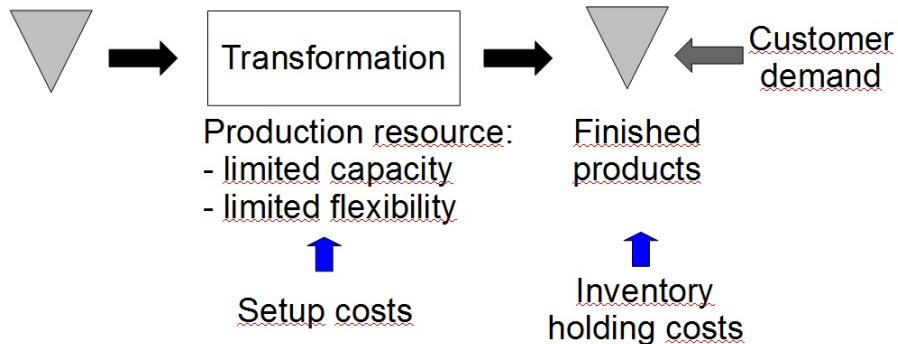 Transformation
Customer
demand
Production resource:
- limited capacity
- limited flexibility
Finished
products
Setup costs
Inventory
holding costs